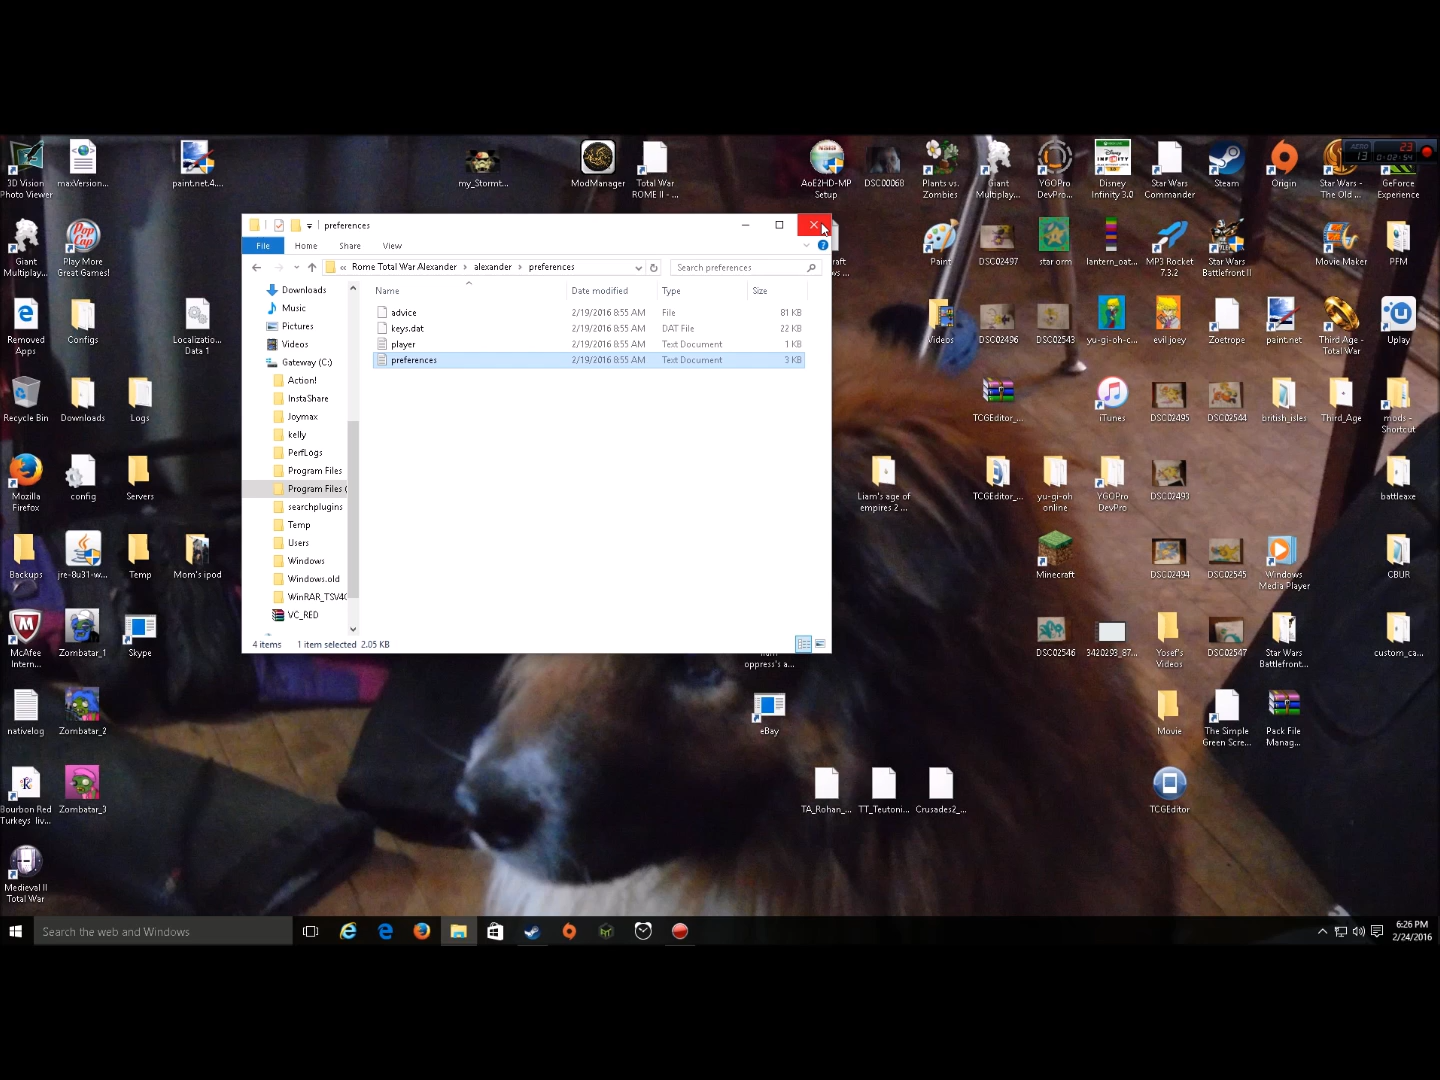 3D Vision
Photo Viewer
maxVersion...
paint.net.4....
my_Stormt...
ModManager
Total War
ROME II - ...
AoE2HD-MP
Setup
DSC00068
Plants vs.
Zombies
Giant
Multiplay...
YGOPro
DevPro...
Disney
Infinity 3.0
Star Wars
Commander
Steam
Origin
Star Wars -
The Old ...
GeForce
Experience
23
13
0:02:54
preferences
File
Home
Share
View
Rome Total War Alexander
alexander
preferences
Search preferences
Downloads
Music
Pictures
Videos
Gateway (C:)
Action!
InstaShare
Joymax
kelly
PerfLogs
Program Files
Program Files (
searchplugins
Temp
Users
Windows
Windows.old
WinRAR_TSV4
VC_RED
Name
Date modified
Type
Size
advice
2/19/2016 8:55 AM
File
81 KB
keys.dat
2/19/2016 8:55 AM
DAT File
22 KB
player
2/19/2016 8:55 AM
Text Document
1 KB
preferences
2/19/2016 8:55 AM
Text Document
3 KB
4 items
1 item selected 2.05 KB
Giant
Multiplay...
Pop
Cap
Play More
Great Games!
Paint
DSC02497
star orm
lantern_oat...
MP3 Rocket
7.3.2
Star Wars
Battlefront II
Movie Maker
PFM
Removed
Apps
Configs
Localizatio...
Data 1
Videos
DSC02496
DSC02543
yu-gi-oh-c...
evil joey
Zoetrope
paint.net
Third Age -
Total War
Uplay
Recycle Bin
Downloads
Logs
TCGEditor_...
iTunes
DSC02495
DSC02544
british_isles
Third_Age
mods -
Shortcut
Mozilla
Firefox
config
Servers
Liam's age of
empires 2 ...
TCGEditor_...
yu-gi-oh
online
YGOPro
DevPro
DSC02493
battleaxe
Backups
jre-8u31-w...
Temp
Mom's ipod
Minecraft
DSC02494
DSC02545
Windows
Media Player
CBUR
McAfee
Intern...
Zombatar_1
Skype
oppress's a...
DSC02546
3420293_87...
Yosef's
Videos
DSC02547
Star Wars
Battlefront...
custom_ca...
nativelog
Zombatar_2
eBay
Movie
The Simple
Green Scre...
Pack File
Manag...
Bourbon Red
Turkeys liv...
Zombatar_3
TA_Rohan_...
TT_Teutoni...
Crusades2_...
TCGEditor
Medieval II
Total War
Search the web and Windows
6:26 PM
2/24/2016